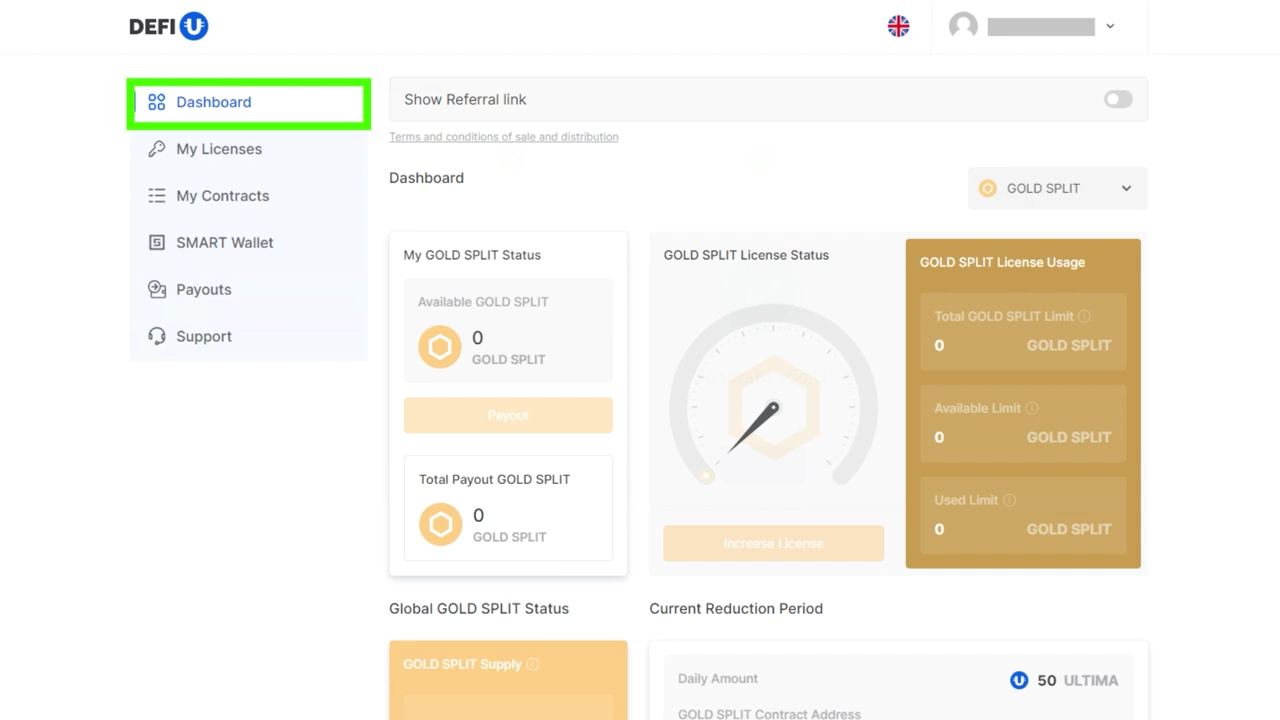 DEFI
Dashboard
My Licenses
My Contracts
SMART Wallet
Payouts
Support
Show Referral link
Terms and conditions of sale and distribution
Dashboard
GOLD SPLIT
My GOLD SPLIT Status
Available GOLD SPLIT
0
GOLD SPLIT
Payout
Total Payout GOLD SPLIT
0
GOLD SPLIT
GOLD SPLIT License Status
Increase License
GOLD SPLIT License Usage
Total GOLD SPLIT Limit
0 GOLD SPLIT
Available Limit
0 GOLD SPLIT
Used Limit
0 GOLD SPLIT
Global GOLD SPLIT Status
GOLD SPLIT Supply
Current Reduction Period
Daily Amount 50 ULTIMA
GOLD SPLIT Contract Address